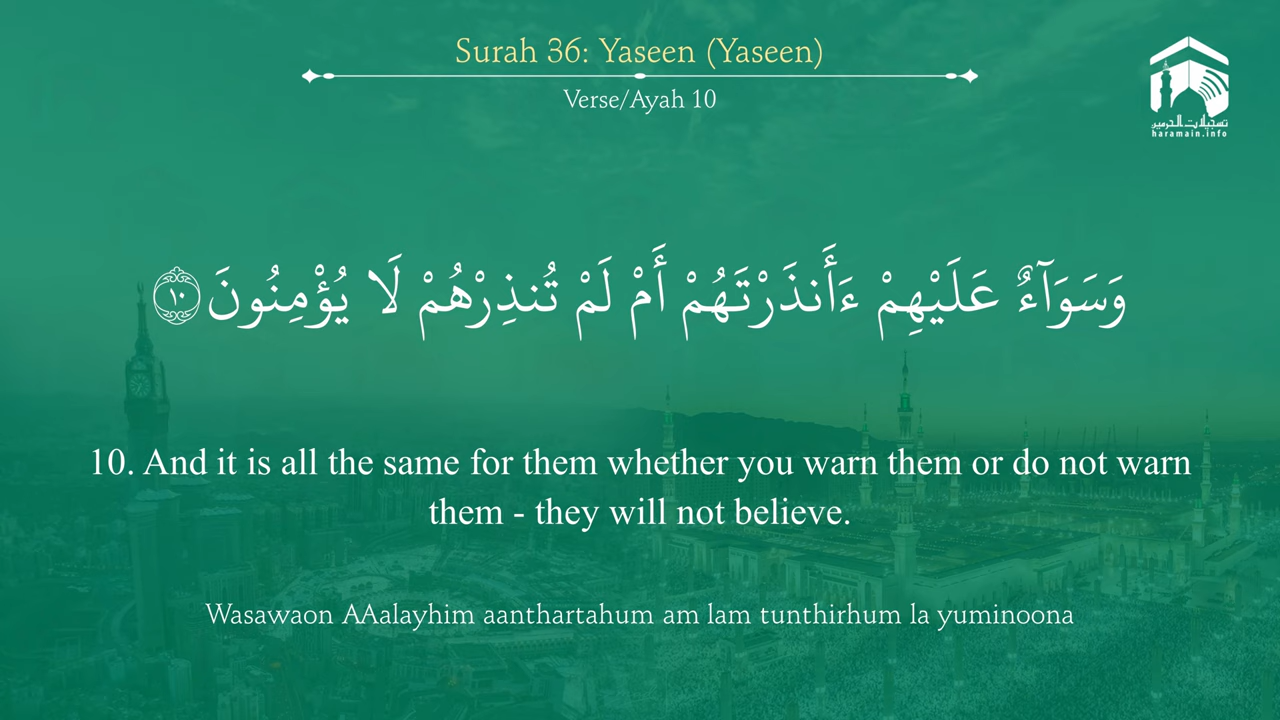 Surah 36: Yaseen (Yaseen)
Verse/Ayah 10
تسجيلات الحرمين
haramain.info
وَسَوَآءٌ عَلَيْهِمْ ءَأَنذَرْتَهُمْ أَمْ لَمْ تُنذِرْهُمْ لَا يُؤْمِنُونَ ١٠
10. And it is all the same for them whether you warn them or do not warn
them - they will not believe.
Wasawaon AAalayhim aanthartahum am lam tunthirhum la yuminoona